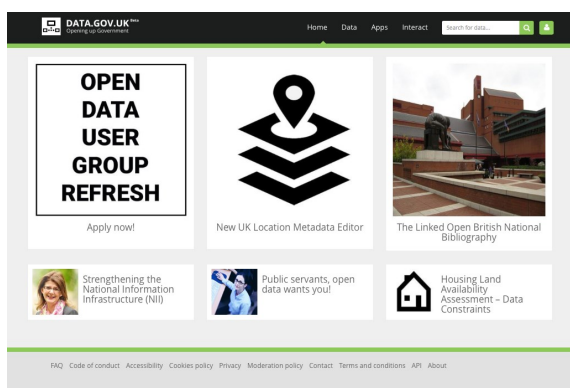 DATA.GOV.UK Beta
Opening up Government
Home Data Apps Interact Search for data...
OPEN
DATA
USER
GROUP
REFRESH
Apply now!
New UK Location Metadata Editor
The Linked Open British National
Bibliography
Strengthening the
National Information
Infrastructure (NII)
Public servants, open
data wants you!
Housing Land
Availability
Assessment – Data
Constraints
FAQ Code of conduct Accessibility Cookies policy Privacy Moderation policy Contact Terms and conditions API About